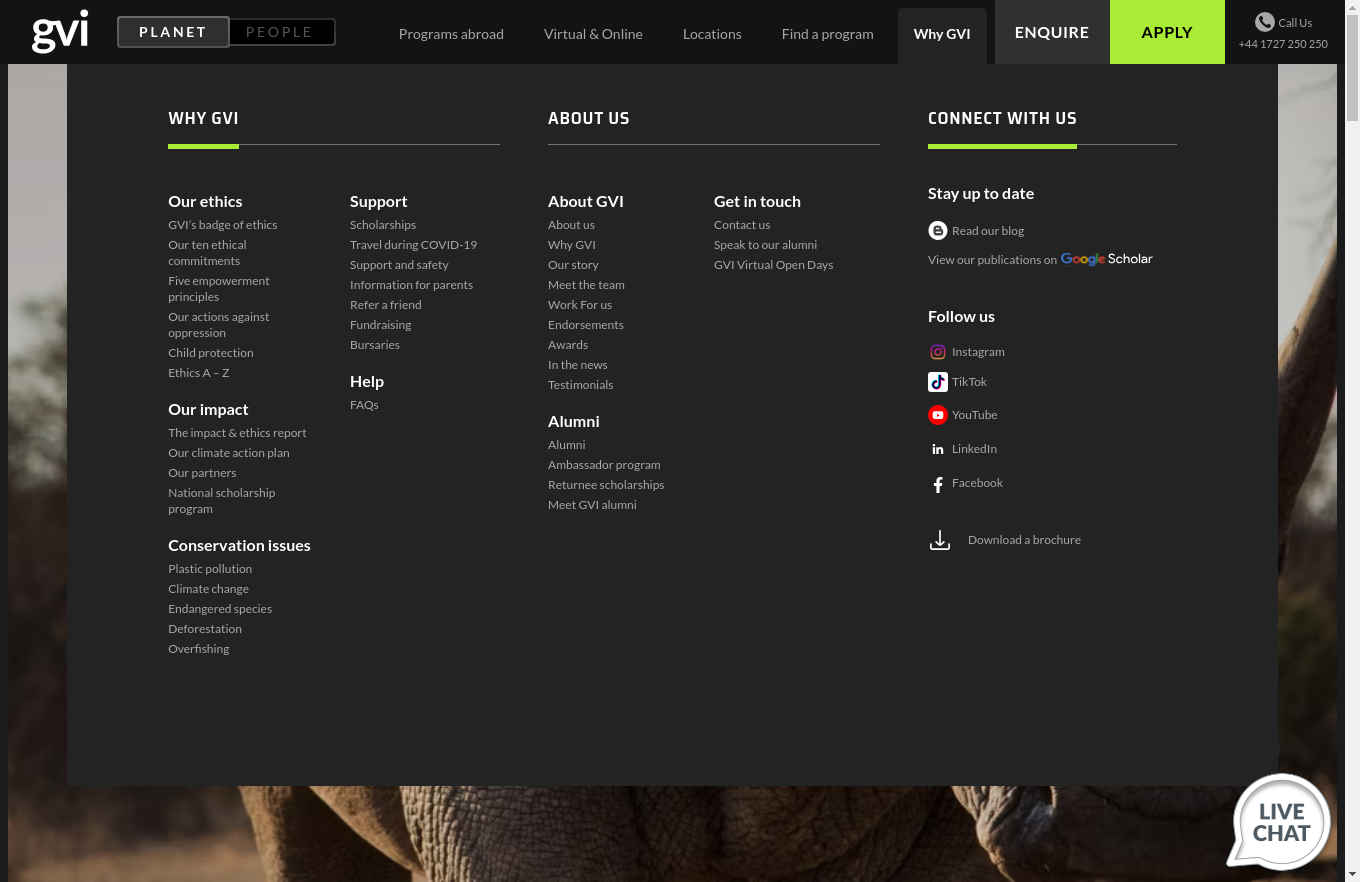 gvi
PLANET
PEOPLE
Programs abroad
Virtual & Online
Locations
Find a program
Why GVI
ENQUIRE
APPLY
Call Us
+44 1727 250 250
WHY GVI
Our ethics
GVI's badge of ethics
Our ten ethical
commitments
Five empowerment
principles
Our actions against
oppression
Child protection
Ethics A – Z
Our impact
The impact & ethics report
Our climate action plan
Our partners
National scholarship
program
Conservation issues
Plastic pollution
Climate change
Endangered species
Deforestation
Overfishing
Support
Scholarships
Travel during COVID-19
Support and safety
Information for parents
Refer a friend
Fundraising
Bursaries
Help
FAQs
ABOUT US
About GVI
About us
Why GVI
Our story
Meet the team
Work For us
Endorsements
Awards
In the news
Testimonials
Alumni
Alumni
Ambassador program
Returnee scholarships
Meet GVI alumni
Get in touch
Contact us
Speak to our alumni
GVI Virtual Open Days
CONNECT WITH US
Stay up to date
Read our blog
View our publications on Google Scholar
Follow us
Instagram
TikTok
YouTube
in LinkedIn
Facebook
Download a brochure
LIVE
CHAT